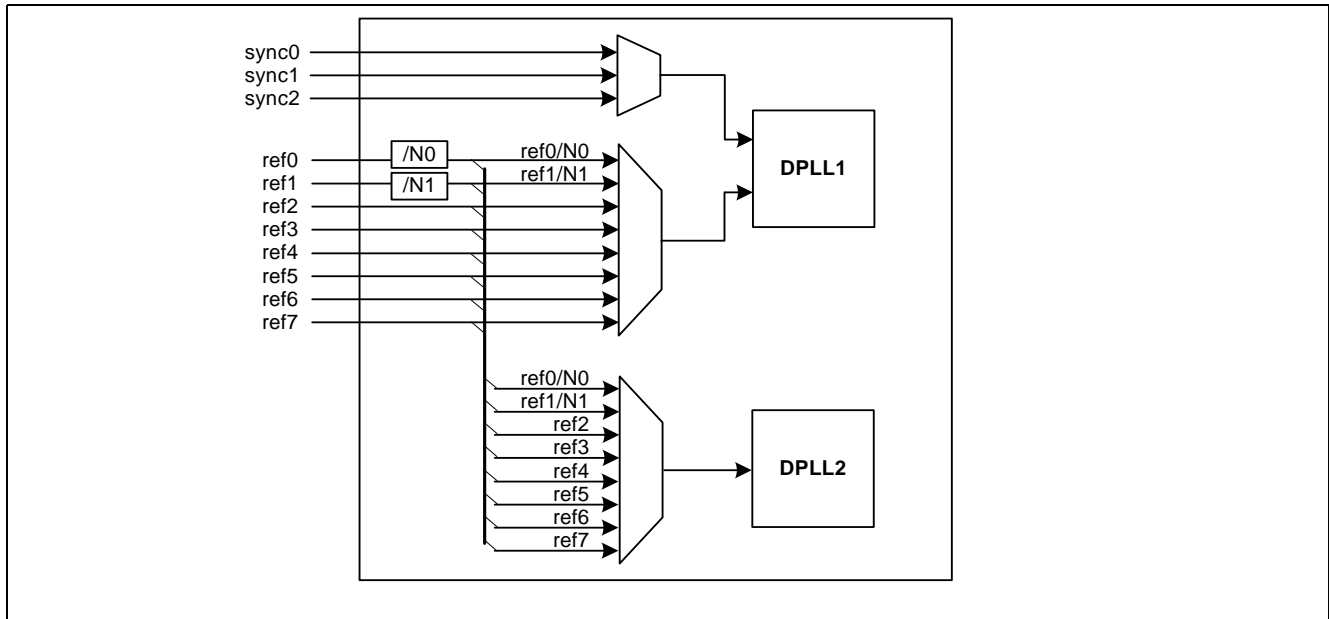 sync0
sync1
sync2
ref0
/N0
ref0/N0
ref1
/N1
ref1/N1
ref2
ref3
ref4
ref5
ref6
ref7
DPLL1
ref0/N0
ref1/N1
ref2
ref3
ref4
ref5
ref6
ref7
DPLL2